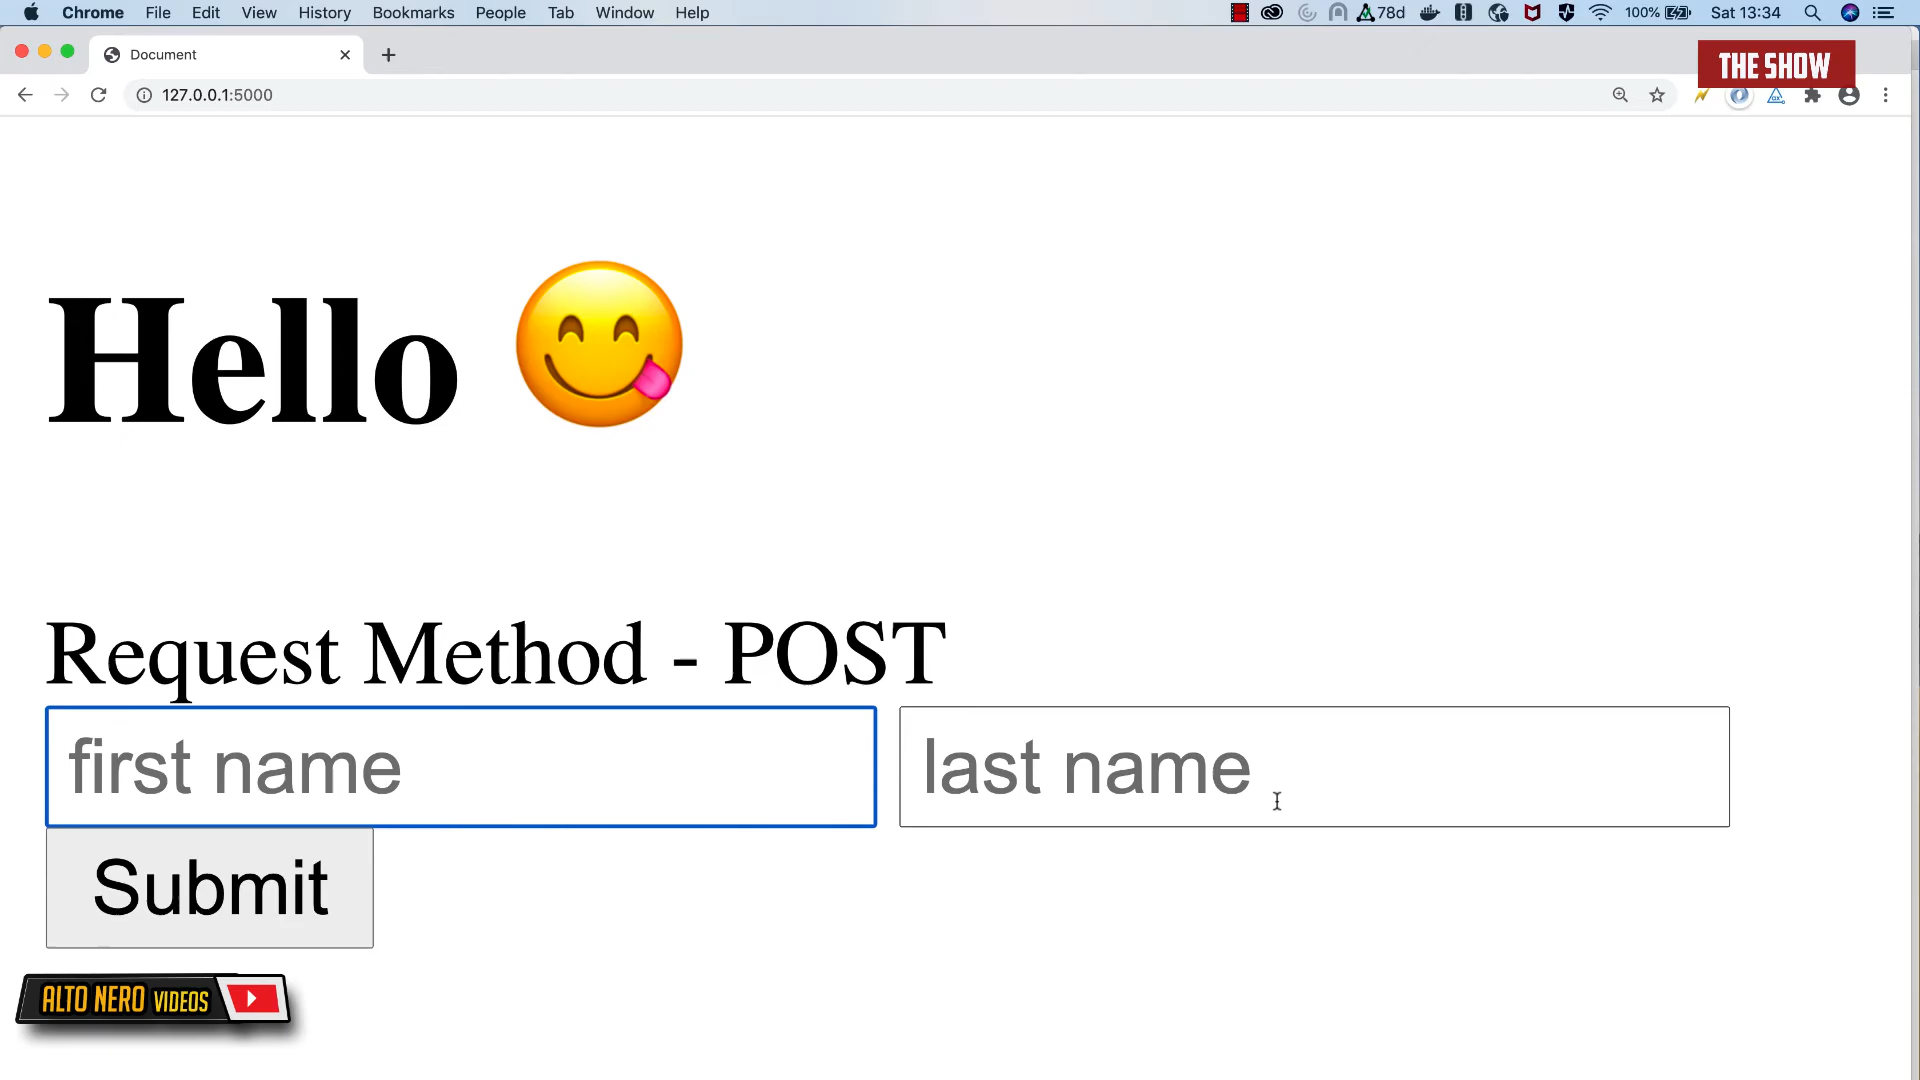 Chrome File Edit View History Bookmarks People Tab Window Help 78d 100% Sat 13:34
Document
THE SHOW
127.0.0.1:5000
Hello 😋
Request Method - POST
first name last name
Submit
ALTO NERO VIDEOS